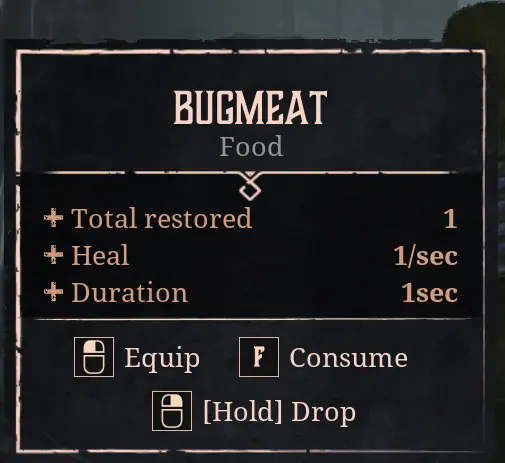 BUGMEAT
Food
Total restored 1
Heal 1/sec
Duration 1sec
Equip F Consume
[Hold] Drop